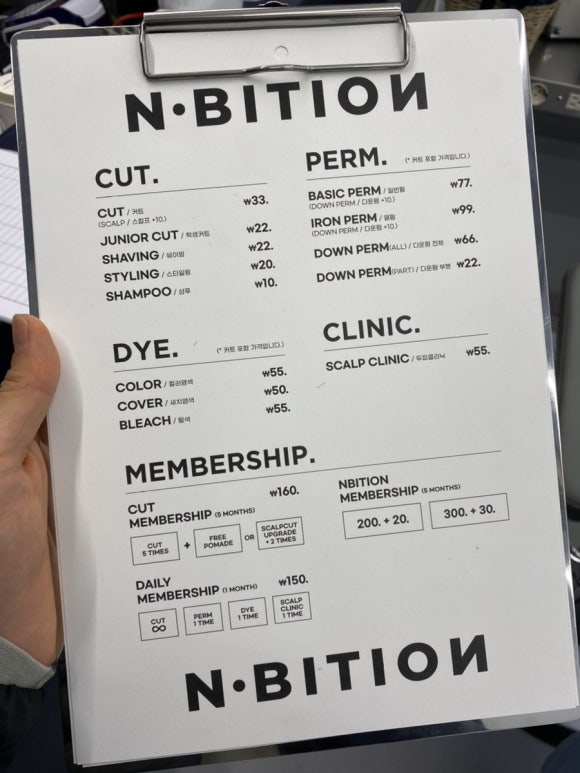 N•BITION
CUT.
CUT / 커트 ₩33.
(SCALP / 스칼프 +10.)
JUNIOR CUT / 학생커트 ₩22.
SHAVING / 쉐이빙 ₩22.
STYLING / 스타일링 ₩20.
SHAMPOO / 샴푸 ₩10.
PERM. (* 커트 포함 가격입니다.)
BASIC PERM / 일반펌 ₩77.
(DOWN PERM / 다운펌 +10.)
IRON PERM / 열펌 ₩99.
(DOWN PERM / 다운펌 +10.)
DOWN PERM(ALL) / 다운펌 전체 ₩66.
DOWN PERM(PART) / 다운펌 부분 ₩22.
DYE. (* 커트 포함 가격입니다.)
COLOR / 컬러염색 ₩55.
COVER / 새치염색 ₩50.
BLEACH / 탈색 ₩55.
CLINIC.
SCALP CLINIC / 두피클리닉 ₩55.
MEMBERSHIP.
CUT ₩160.
MEMBERSHIP (5 MONTHS)
CUT
5 TIMES
+
FREE
POMADE
OR
SCALPCUT
UPGRADE
+ 2 TIMES
NBITION
MEMBERSHIP (5 MONTHS)
200. + 20.
300. + 30.
DAILY
MEMBERSHIP (1 MONTH) ₩150.
CUT
∞
PERM
1 TIME
DYE
1 TIME
SCALP
CLINIC
1 TIME
N•BITION